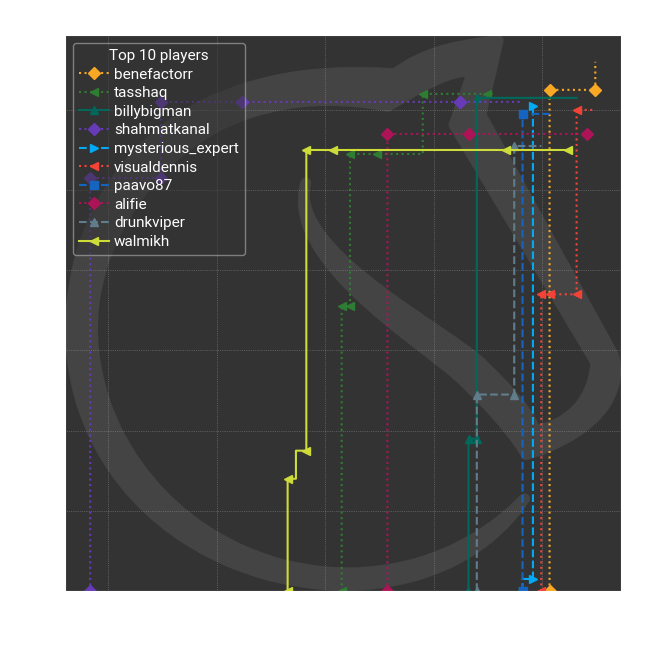 Top 10 players
benefactorr
tasshaq
billybigman
shahmatkanal
mysterious_expert
visualdennis
paavo87
alifie
drunkviper
walmikh